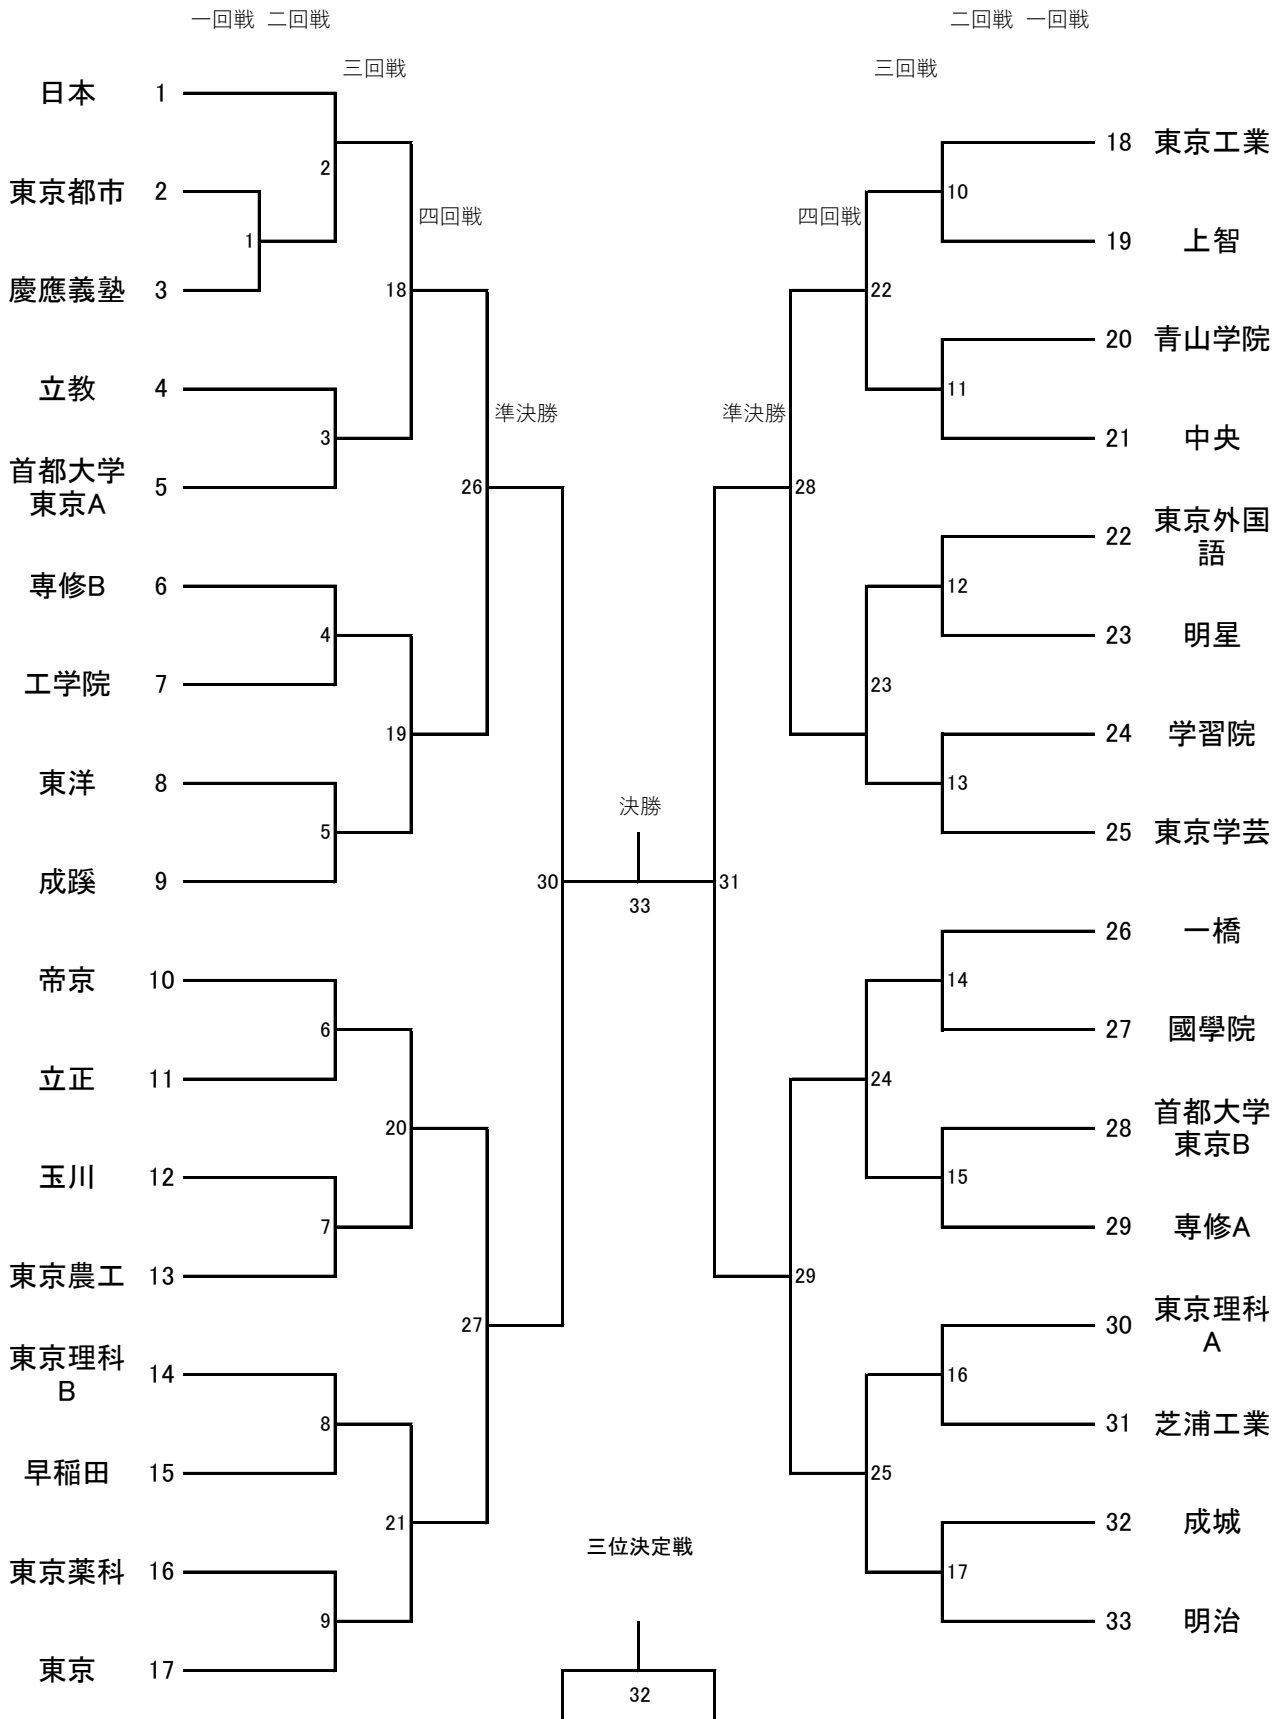 一回戦 二回戦
二回戦 一回戦
三回戦
三回戦
日本 1
18 東京工業
2
東京都市 2
10
四回戦
四回戦
1
19 上智
慶應義塾 3
18
22
20 青山学院
立教 4
11
準決勝
準決勝
3
21 中央
首都大学
東京A
5
26
28
東京外国
語
22
専修B 6
12
4
23 明星
工学院 7
23
19
24 学習院
東洋 8
13
決勝
5
25 東京学芸
成蹊 9
30
31
33
26 一橋
帝京 10
14
6
27 國學院
立正 11
24
20
首都大学
東京B
28
玉川 12
15
7
29 専修A
東京農工 13
29
27
東京理科
A
30
東京理科
B
14
16
8
31 芝浦工業
早稲田 15
25
21
32 成城
三位決定戦
東京薬科 16
17
9
33 明治
東京 17
32